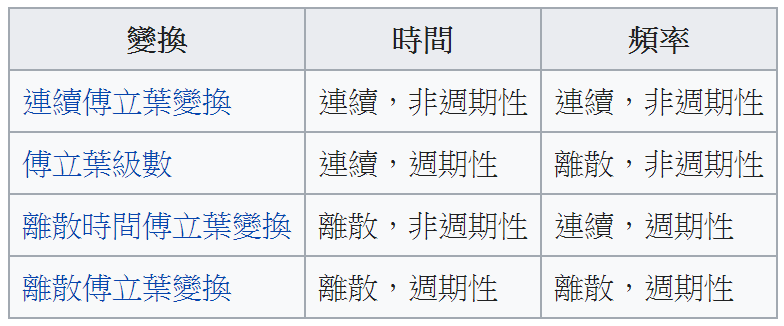 變換 時間 頻率
連續傅立葉變換 連續，非週期性 連續，非週期性
傅立葉級數 連續，週期性 離散，非週期性
離散時間傅立葉變換 離散，非週期性 連續，週期性
離散傅立葉變換 離散，週期性 離散，週期性